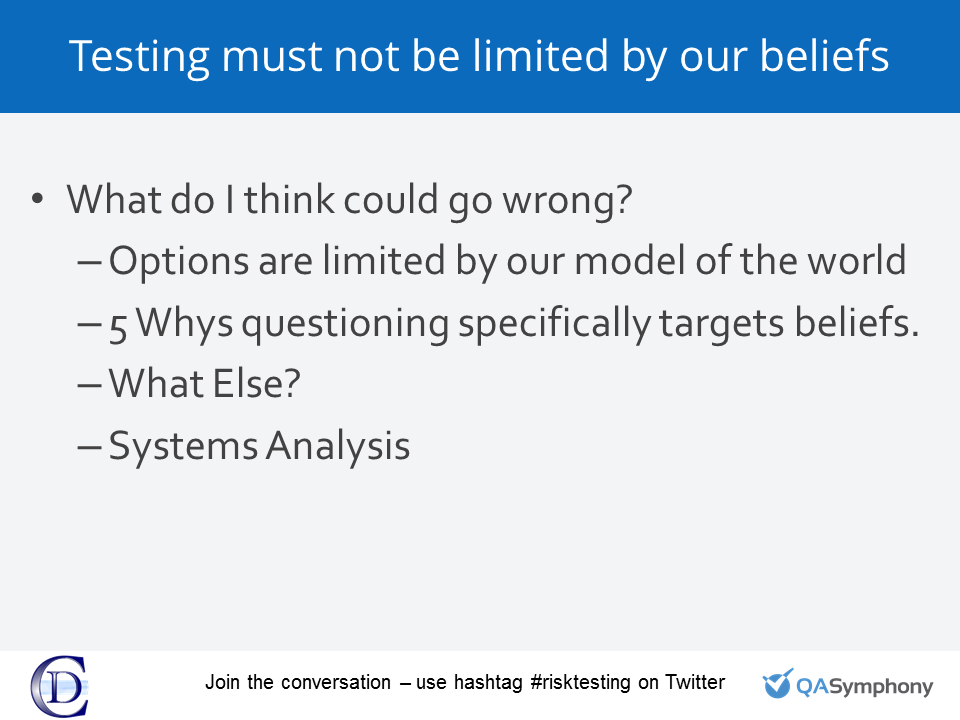 Testing must not be limited by our beliefs
• What do I think could go wrong?
– Options are limited by our model of the world
– 5 Whys questioning specifically targets beliefs.
– What Else?
– Systems Analysis
CD
Join the conversation – use hashtag #risktesting on Twitter
QASymphony